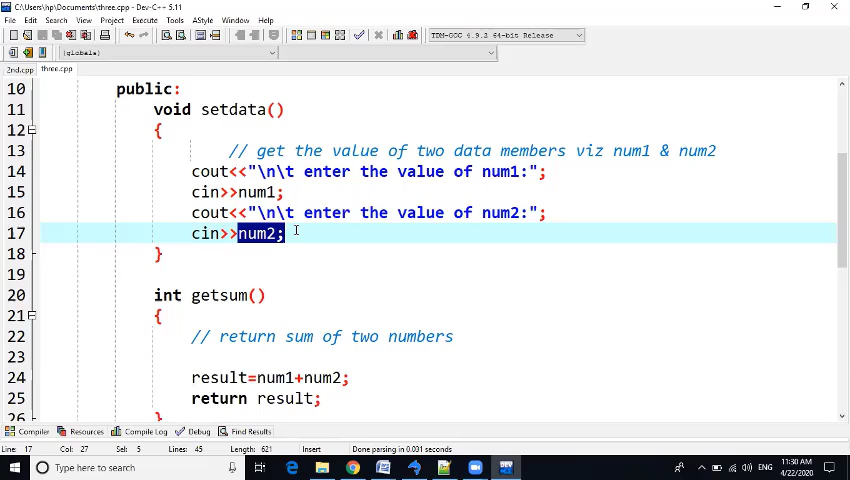 C:\Users\hp\Documents\three.cpp - Dev-C++ 5.11
File Edit Search View Project Execute Tools AStyle Window Help
TDM-GCC 4.9.2 64-bit Release
(globals)
2nd.cpp three.cpp
10 public:
11 void setdata()
12 {
13 // get the value of two data members viz num1 & num2
14 cout<<"\n\t enter the value of num1:";
15 cin>>num1;
16 cout<<"\n\t enter the value of num2:";
17 cin>>num2;
18 }
19
20 int getsum()
21 {
22 // return sum of two numbers
23
24 result=num1+num2;
25 return result;
26 }
Compiler Resources Compile Log Debug Find Results
Line: 17 Col: 27 Sel: 5 Lines: 45 Length: 621 Insert Done parsing in 0.031 seconds
Type here to search
ENG
11:30 AM
4/22/2020